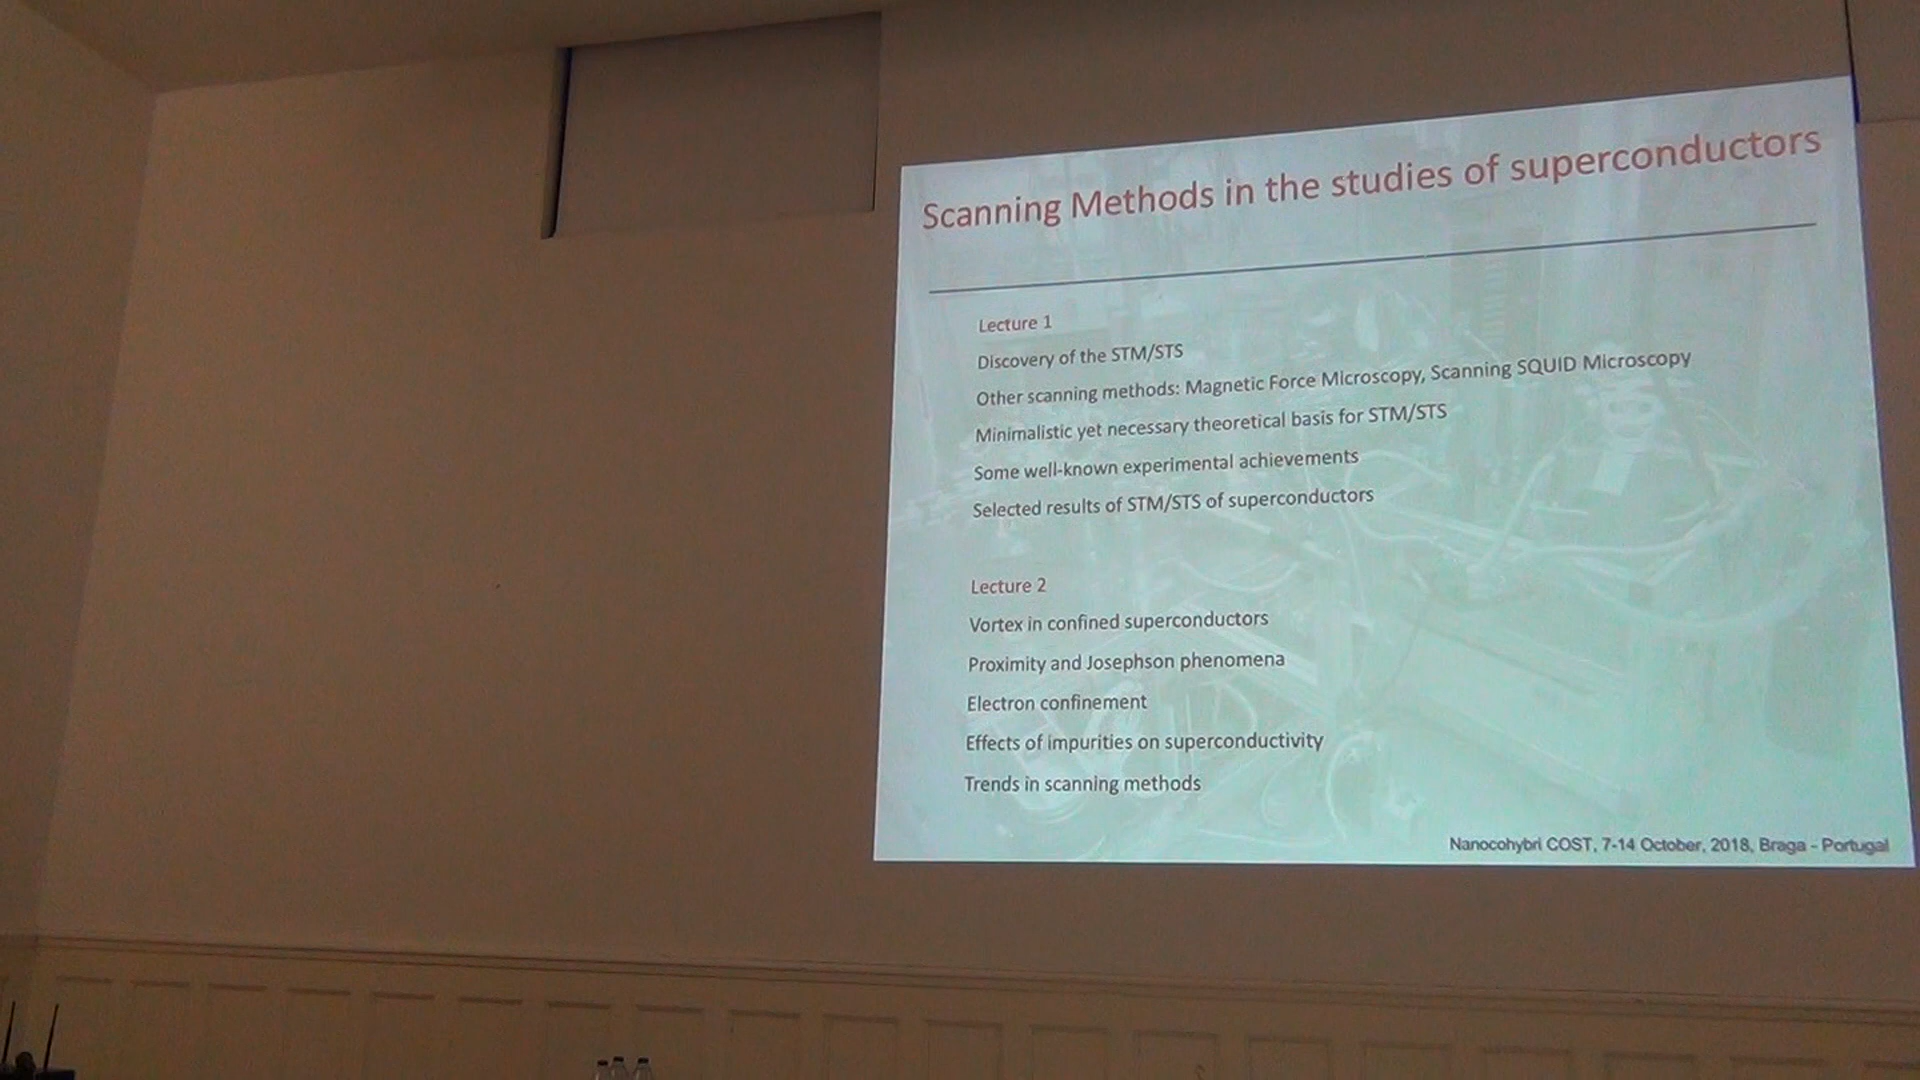 Scanning Methods in the studies of superconductors
Lecture 1
Discovery of the STM/STS
Other scanning methods: Magnetic Force Microscopy, Scanning SQUID Microscopy
Minimalistic yet necessary theoretical basis for STM/STS
Some well-known experimental achievements
Selected results of STM/STS of superconductors
Lecture 2
Vortex in confined superconductors
Proximity and Josephson phenomena
Electron confinement
Effects of impurities on superconductivity
Trends in scanning methods
Nanocohybri COST, 7-14 October, 2018, Braga - Portugal